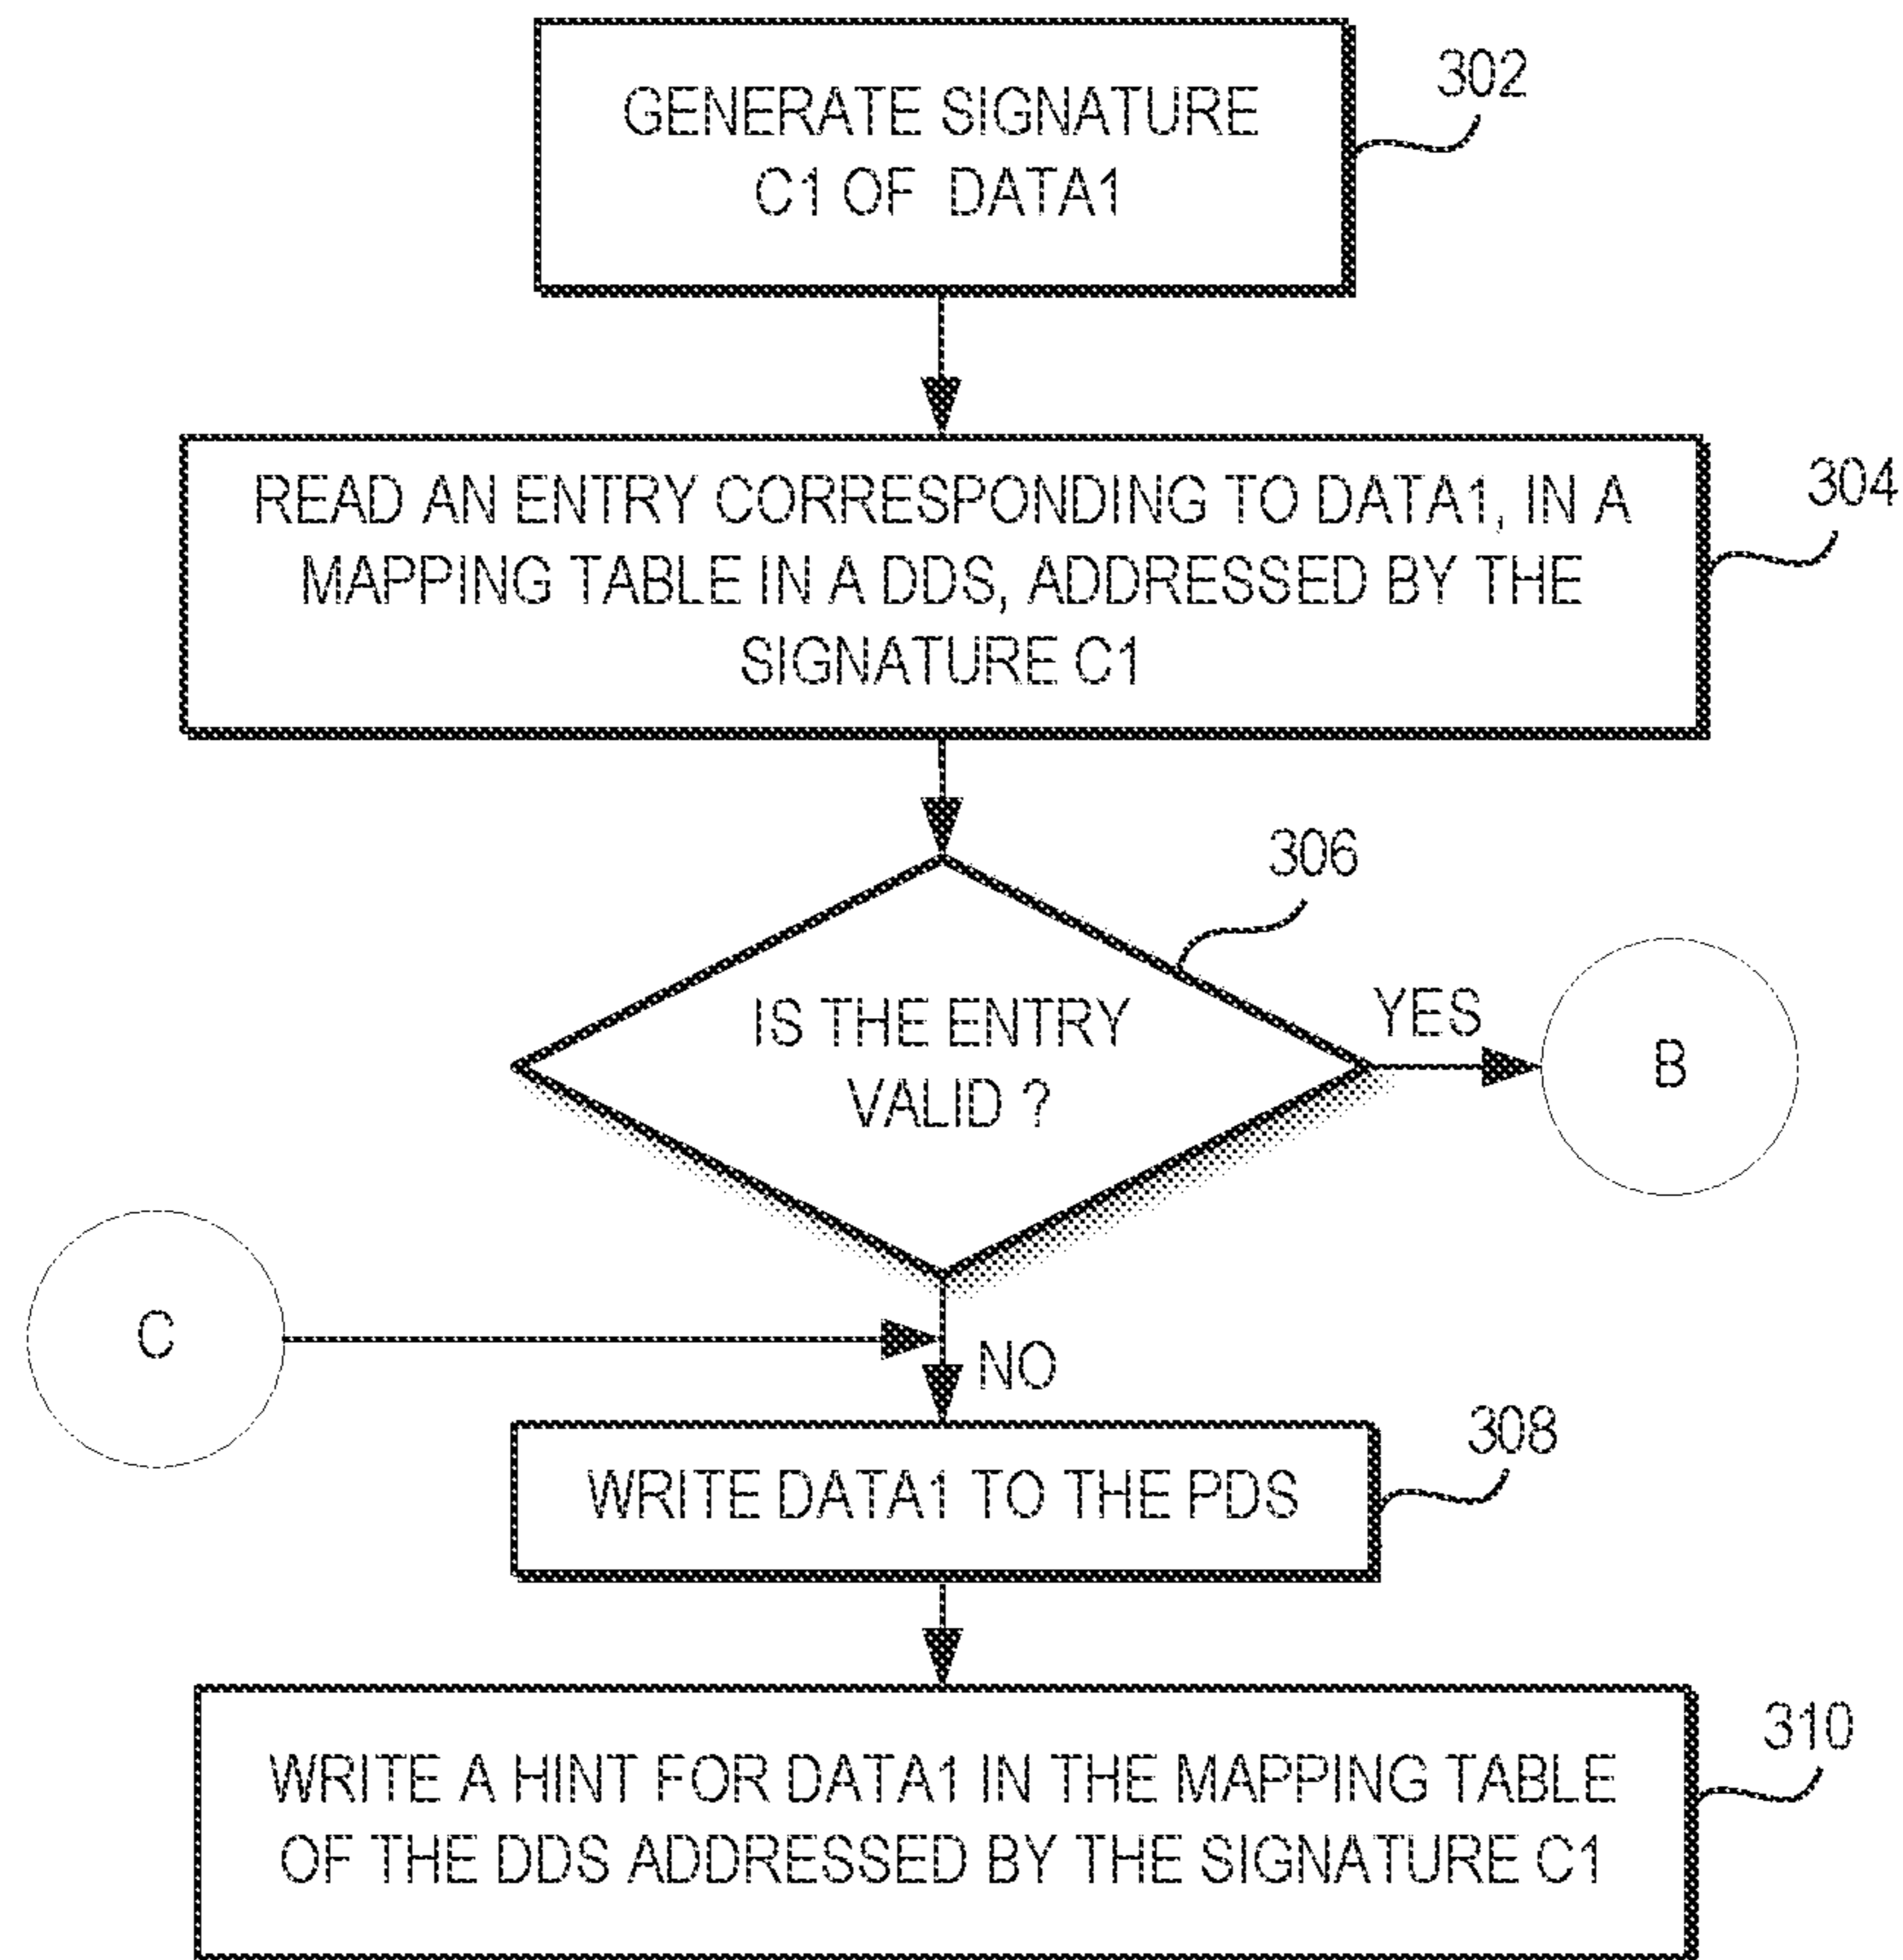 302
GENERATE SIGNATURE
C1 OF DATA1
304
READ AN ENTRY CORRESPONDING TO DATA1, IN A
MAPPING TABLE IN A DDS, ADDRESSED BY THE
SIGNATURE C1
306
IS THE ENTRY
VALID ?
YES
B
C
NO
308
WRITE DATA1 TO THE PDS
310
WRITE A HINT FOR DATA1 IN THE MAPPING TABLE
OF THE DDS ADDRESSED BY THE SIGNATURE C1